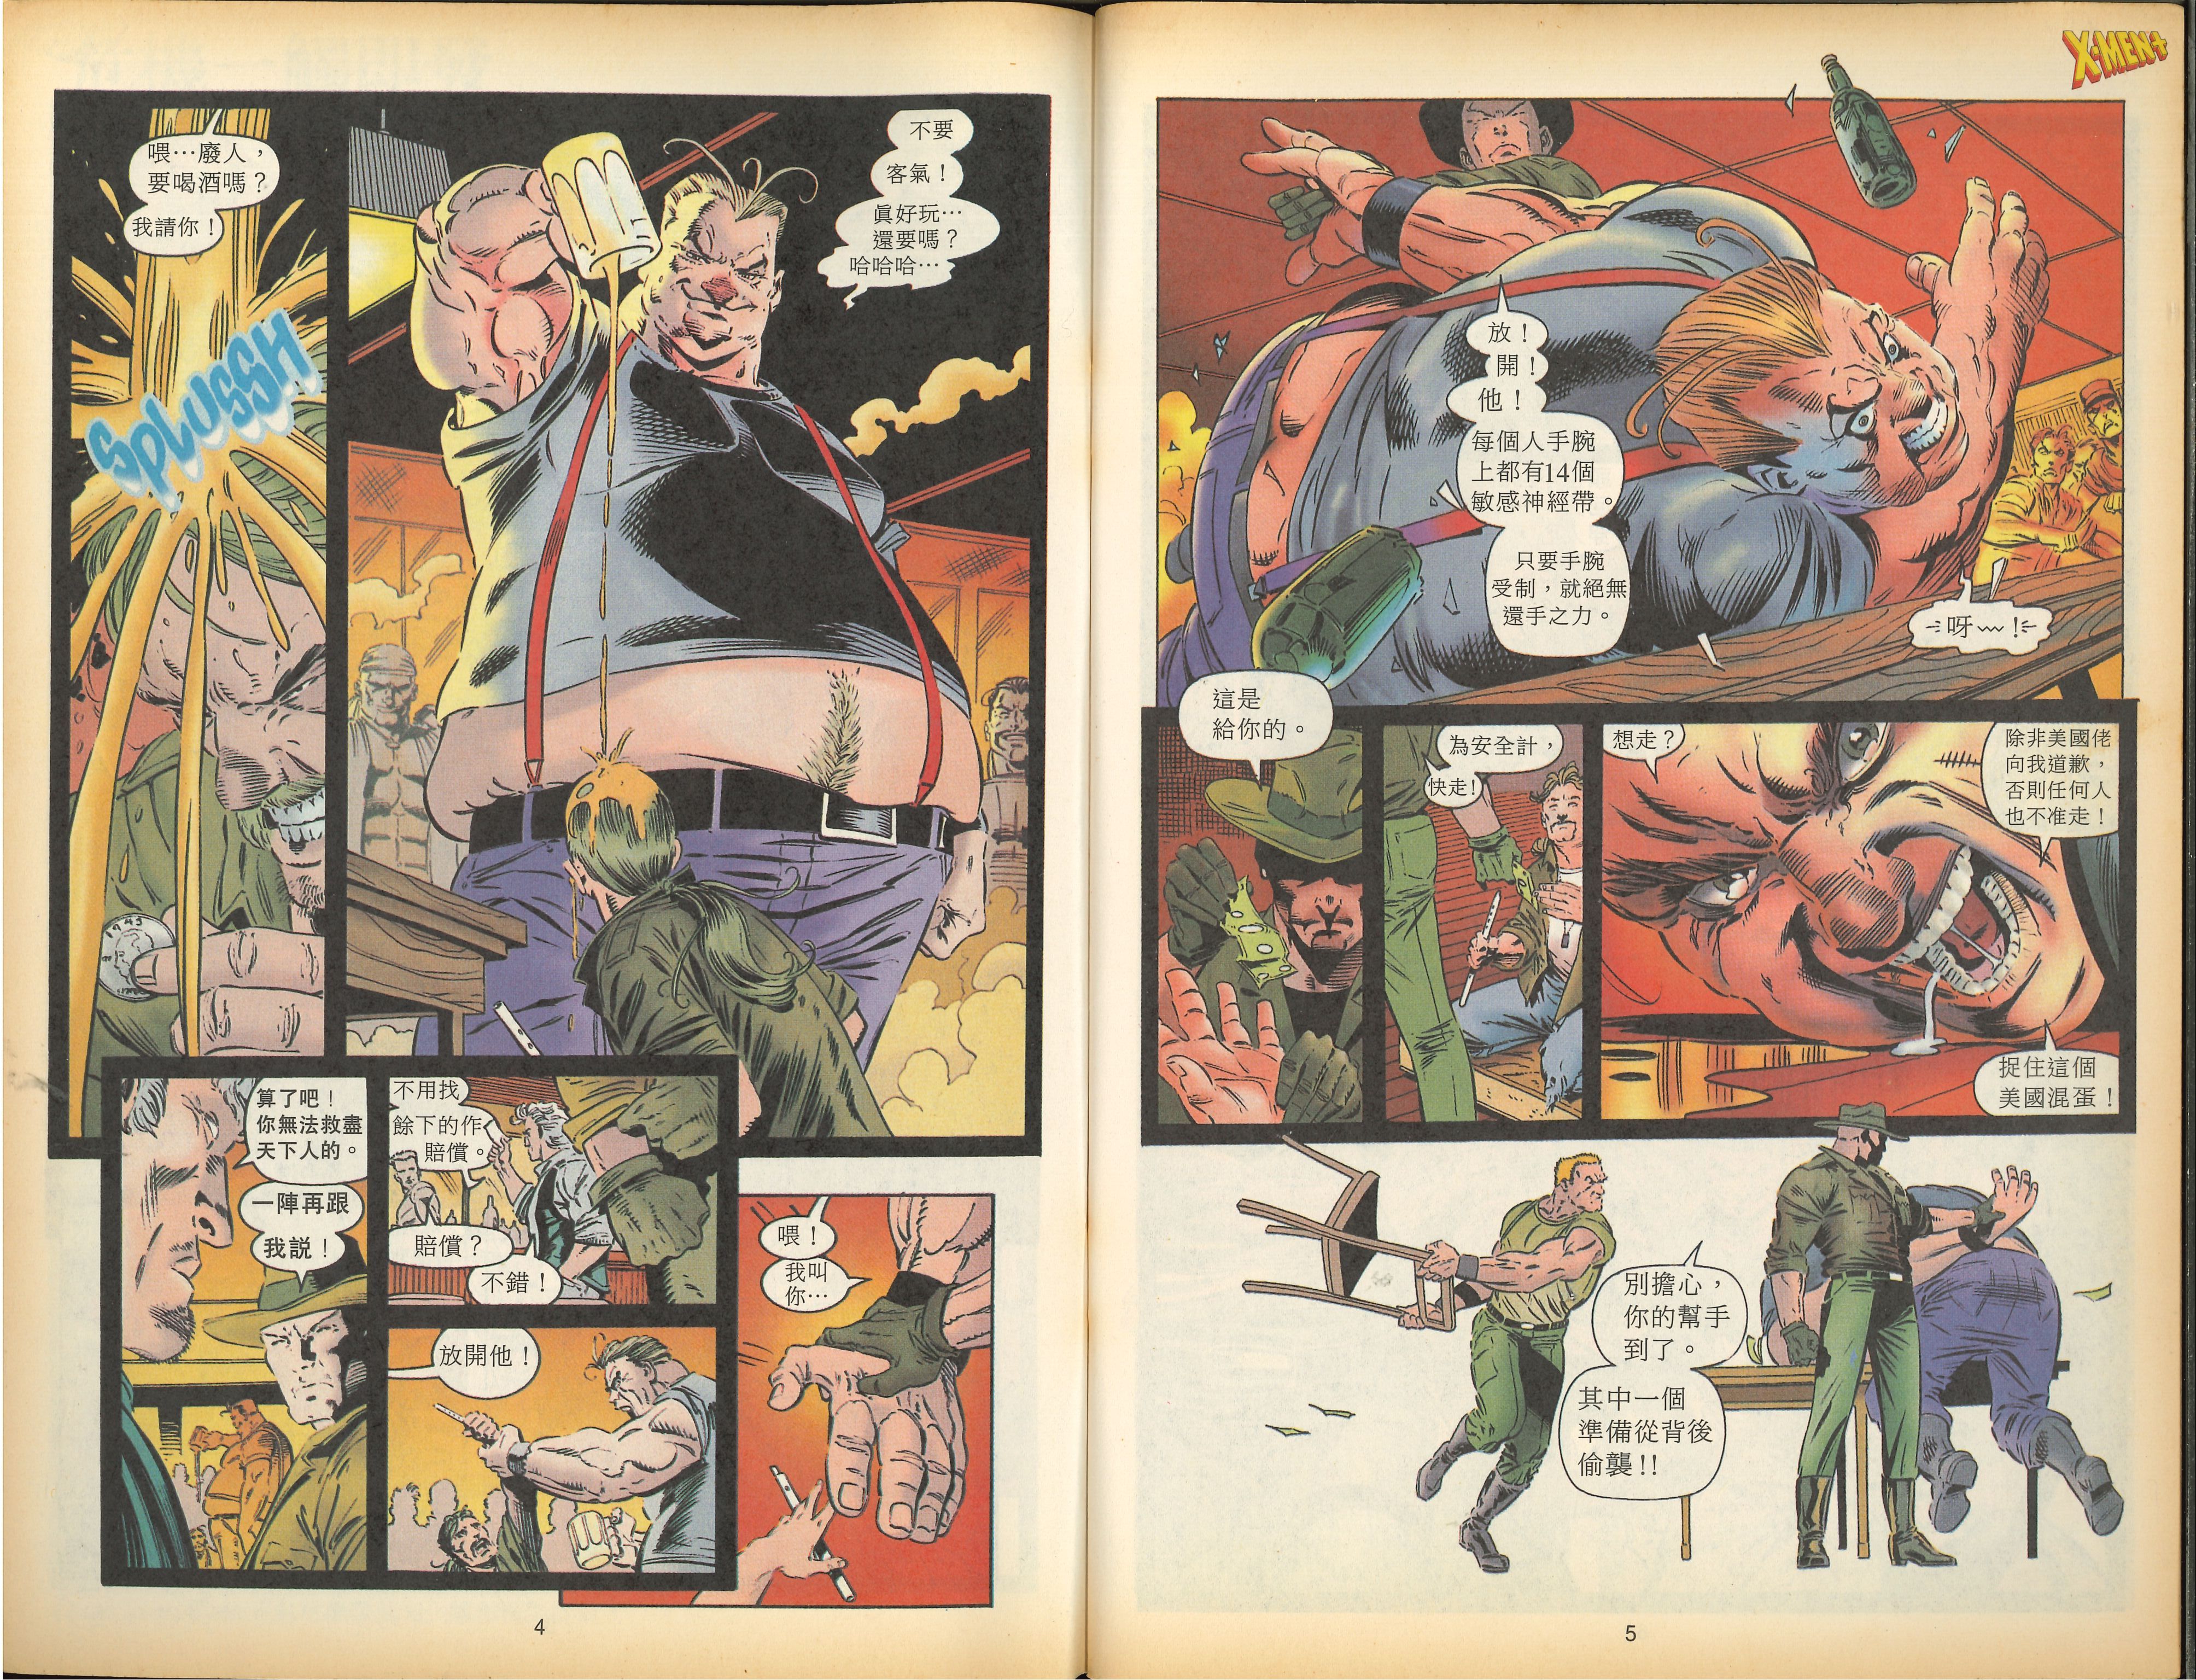 喂…廢人，
要喝酒嗎？
我請你！
SPLUSSH
1943
不要
客氣！
真好玩…
還要嗎？
哈哈哈…
算了吧！
你無法救盡
天下人的。
一陣再跟
我説！
不用找
餘下的作
賠償。
賠償？
不錯！
放開他！
喂！
我叫
你…
4
X-MEN+
放！
開！
他！
每個人手腕
上都有14個
敏感神經帶。
只要手腕
受制，就絕無
還手之力。
呀～！
這是
給你的。
為安全計，
快走！
想走？
除非美國佬
向我道歉，
否則任何人
也不准走！
捉住這個
美國混蛋！
別擔心，
你的幫手
到了。
其中一個
準備從背後
偷襲!!
5